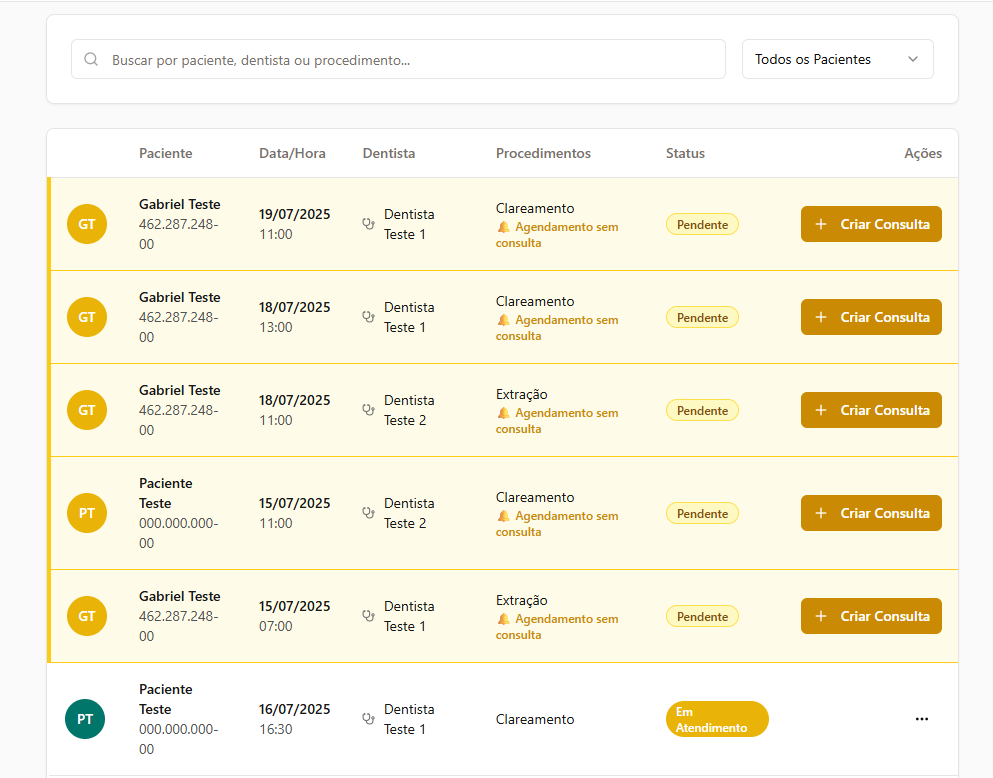 Buscar por paciente, dentista ou procedimento...
Todos os Pacientes
Paciente Data/Hora Dentista Procedimentos Status Ações
GT
Gabriel Teste
462.287.248-
00
19/07/2025
11:00
Dentista
Teste 1
Clareamento
Agendamento sem
consulta
Pendente
+ Criar Consulta
GT
Gabriel Teste
462.287.248-
00
18/07/2025
13:00
Dentista
Teste 1
Clareamento
Agendamento sem
consulta
Pendente
+ Criar Consulta
GT
Gabriel Teste
462.287.248-
00
18/07/2025
11:00
Dentista
Teste 2
Extração
Agendamento sem
consulta
Pendente
+ Criar Consulta
PT
Paciente
Teste
000.000.000-
00
15/07/2025
11:00
Dentista
Teste 2
Clareamento
Agendamento sem
consulta
Pendente
+ Criar Consulta
GT
Gabriel Teste
462.287.248-
00
15/07/2025
07:00
Dentista
Teste 1
Extração
Agendamento sem
consulta
Pendente
+ Criar Consulta
PT
Paciente
Teste
000.000.000-
00
16/07/2025
16:30
Dentista
Teste 1
Clareamento
Em
Atendimento
...